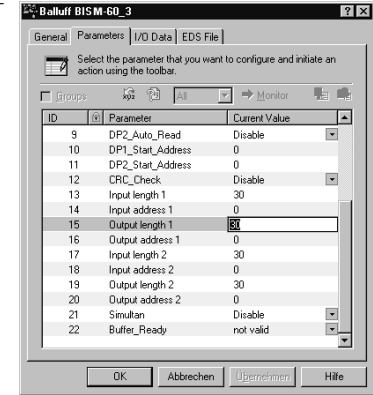 Balluff BISM-60_3
General Parameters I/O Data EDS File
Select the parameter that you want to configure and initiate an
action using the toolbar.
Groups All Monitor
ID Parameter Current Value
9 DP2_Auto_Read Disable
10 DP1_Start_Address 0
11 DP2_Start_Address 0
12 CRC_Check Disable
13 Input length 1 30
14 Input address 1 0
15 Output length 1 30
16 Output address 1 0
17 Input length 2 30
18 Input address 2 0
19 Output length 2 30
20 Output address 2 0
21 Simultan Disable
22 Buffer_Ready not valid
OK Abbrechen Übernehmen Hilfe